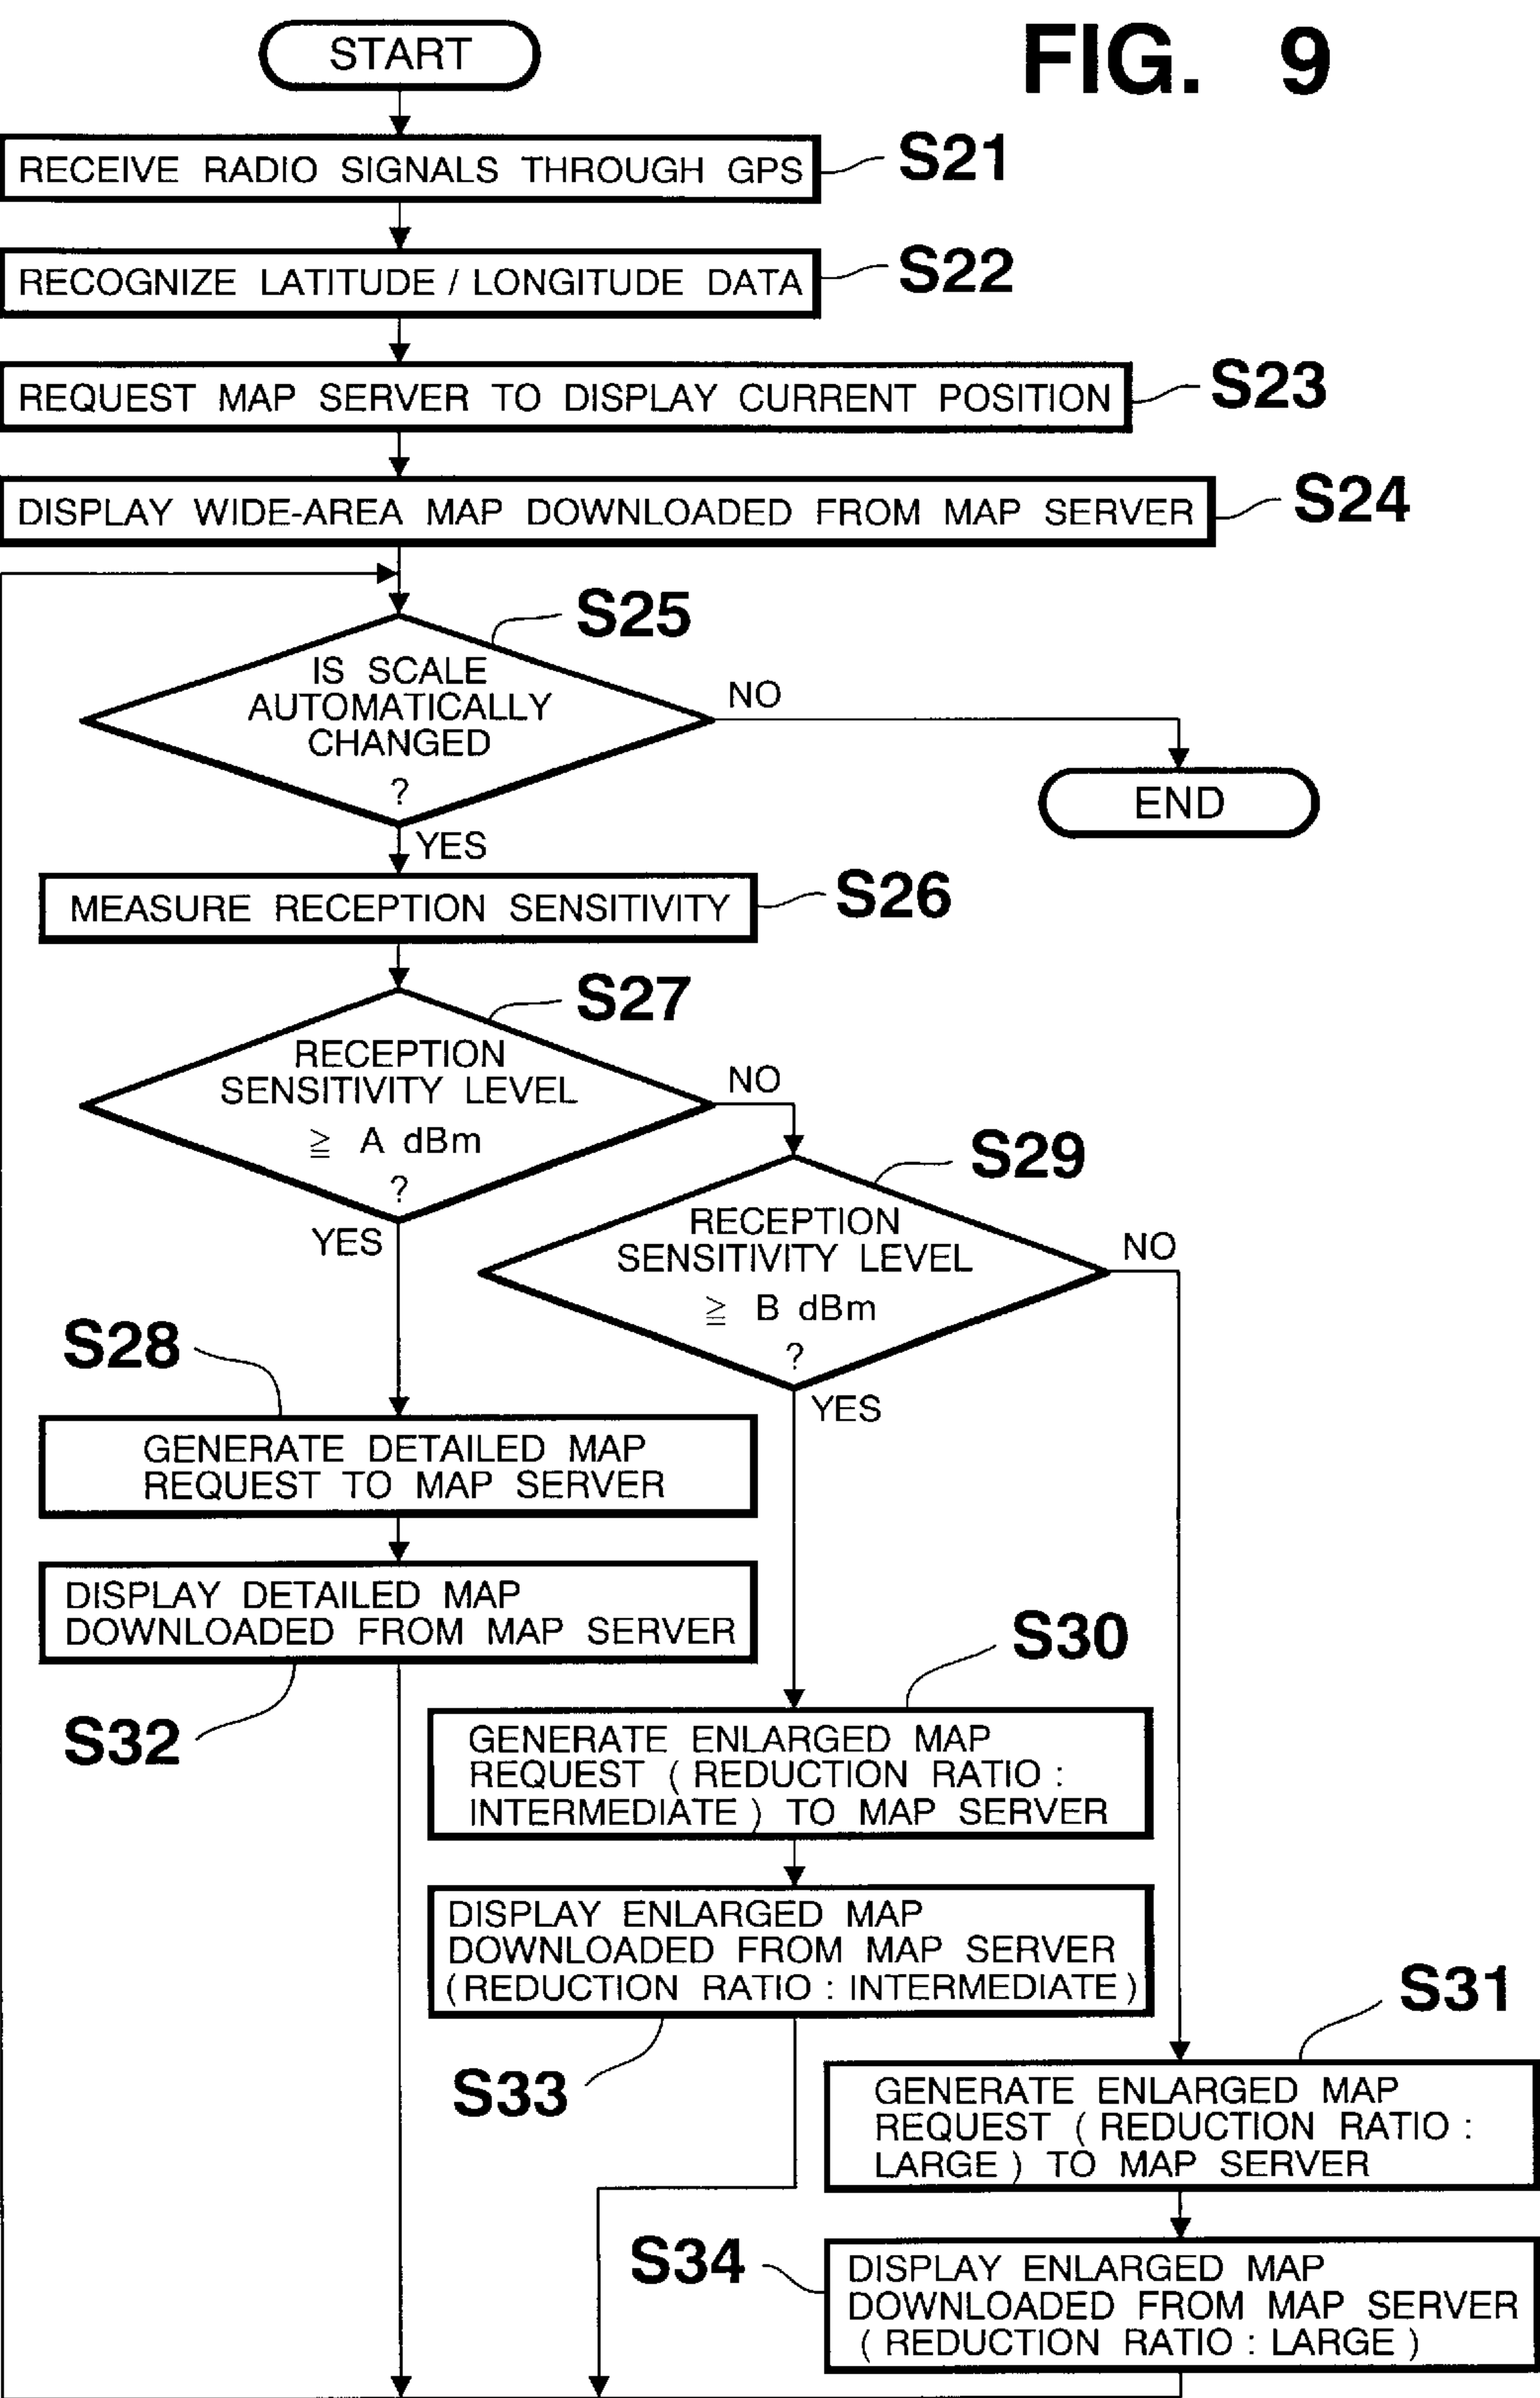 FIG. 9
START
RECEIVE RADIO SIGNALS THROUGH GPS
S21
RECOGNIZE LATITUDE / LONGITUDE DATA
S22
REQUEST MAP SERVER TO DISPLAY CURRENT POSITION
S23
DISPLAY WIDE-AREA MAP DOWNLOADED FROM MAP SERVER
S24
S25
IS SCALE
AUTOMATICALLY
CHANGED
?
NO
END
YES
MEASURE RECEPTION SENSITIVITY
S26
S27
RECEPTION
SENSITIVITY LEVEL
≧ A dBm
?
NO
YES
S29
RECEPTION
SENSITIVITY LEVEL
≧ B dBm
?
NO
YES
S28
GENERATE DETAILED MAP
REQUEST TO MAP SERVER
DISPLAY DETAILED MAP
DOWNLOADED FROM MAP SERVER
S32
S30
GENERATE ENLARGED MAP
REQUEST ( REDUCTION RATIO :
INTERMEDIATE ) TO MAP SERVER
DISPLAY ENLARGED MAP
DOWNLOADED FROM MAP SERVER
( REDUCTION RATIO : INTERMEDIATE )
S33
S31
GENERATE ENLARGED MAP
REQUEST ( REDUCTION RATIO :
LARGE ) TO MAP SERVER
S34
DISPLAY ENLARGED MAP
DOWNLOADED FROM MAP SERVER
( REDUCTION RATIO : LARGE )